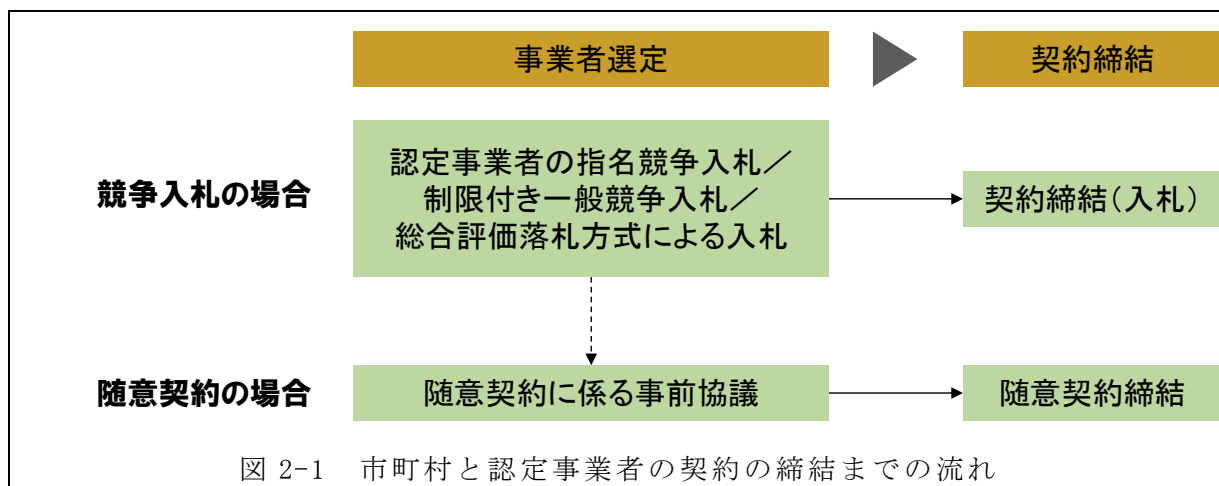 事業者選定
契約締結
競争入札の場合
認定事業者の指名競争入札／
制限付き一般競争入札／
総合評価落札方式による入札
契約締結(入札)
随意契約の場合
随意契約に係る事前協議
随意契約締結
図 2-1　市町村と認定事業者の契約の締結までの流れ